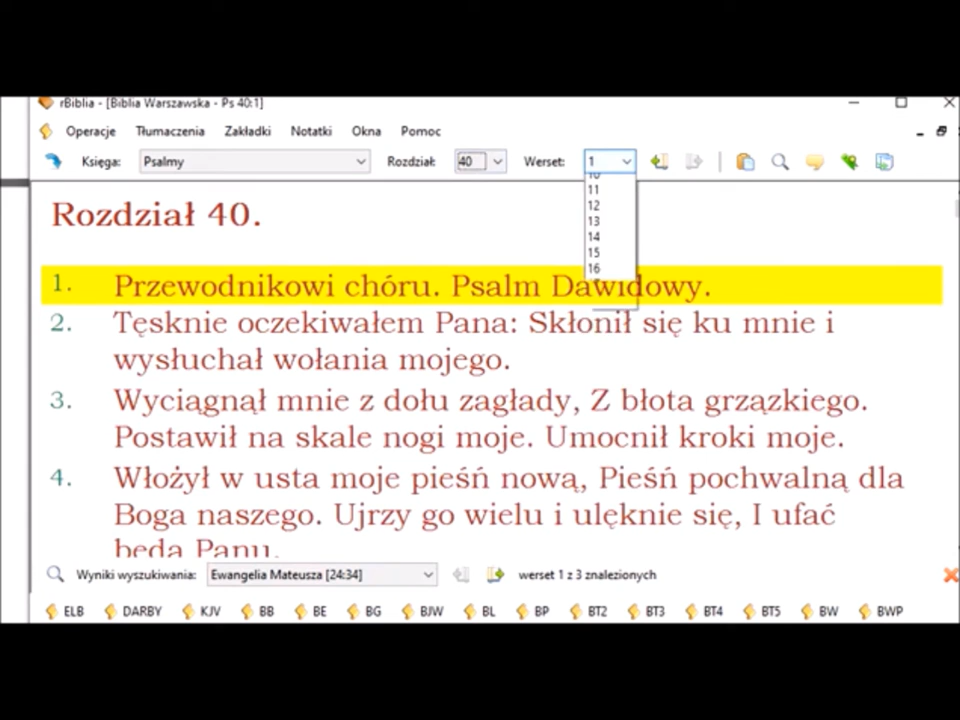 rBiblia - [Biblia Warszawska - Ps 40:1]
Operacje Tłumaczenia Zakładki Notatki Okna Pomoc
Księga: Psalmy Rozdział: 40 Werset: 1
10
11
12
13
14
15
16
Rozdział 40.
1. Przewodnikowi chóru. Psalm Dawidowy.
2. Tęsknie oczekiwałem Pana: Skłonił się ku mnie i
wysłuchał wołania mojego.
3. Wyciągnął mnie z dołu zagłady, Z błota grzązkiego.
Postawił na skale nogi moje. Umocnił kroki moje.
4. Włożył w usta moje pieśń nową, Pieśń pochwalną dla
Boga naszego. Ujrzy go wielu i ulęknie się, I ufać
będą Panu.
Wyniki wyszukiwania: Ewangelia Mateusza [24:34] werset 1 z 3 znalezionych
ELB DARBY KJV BB BE BG BJW BL BP BT2 BT3 BT4 BT5 BW BWP